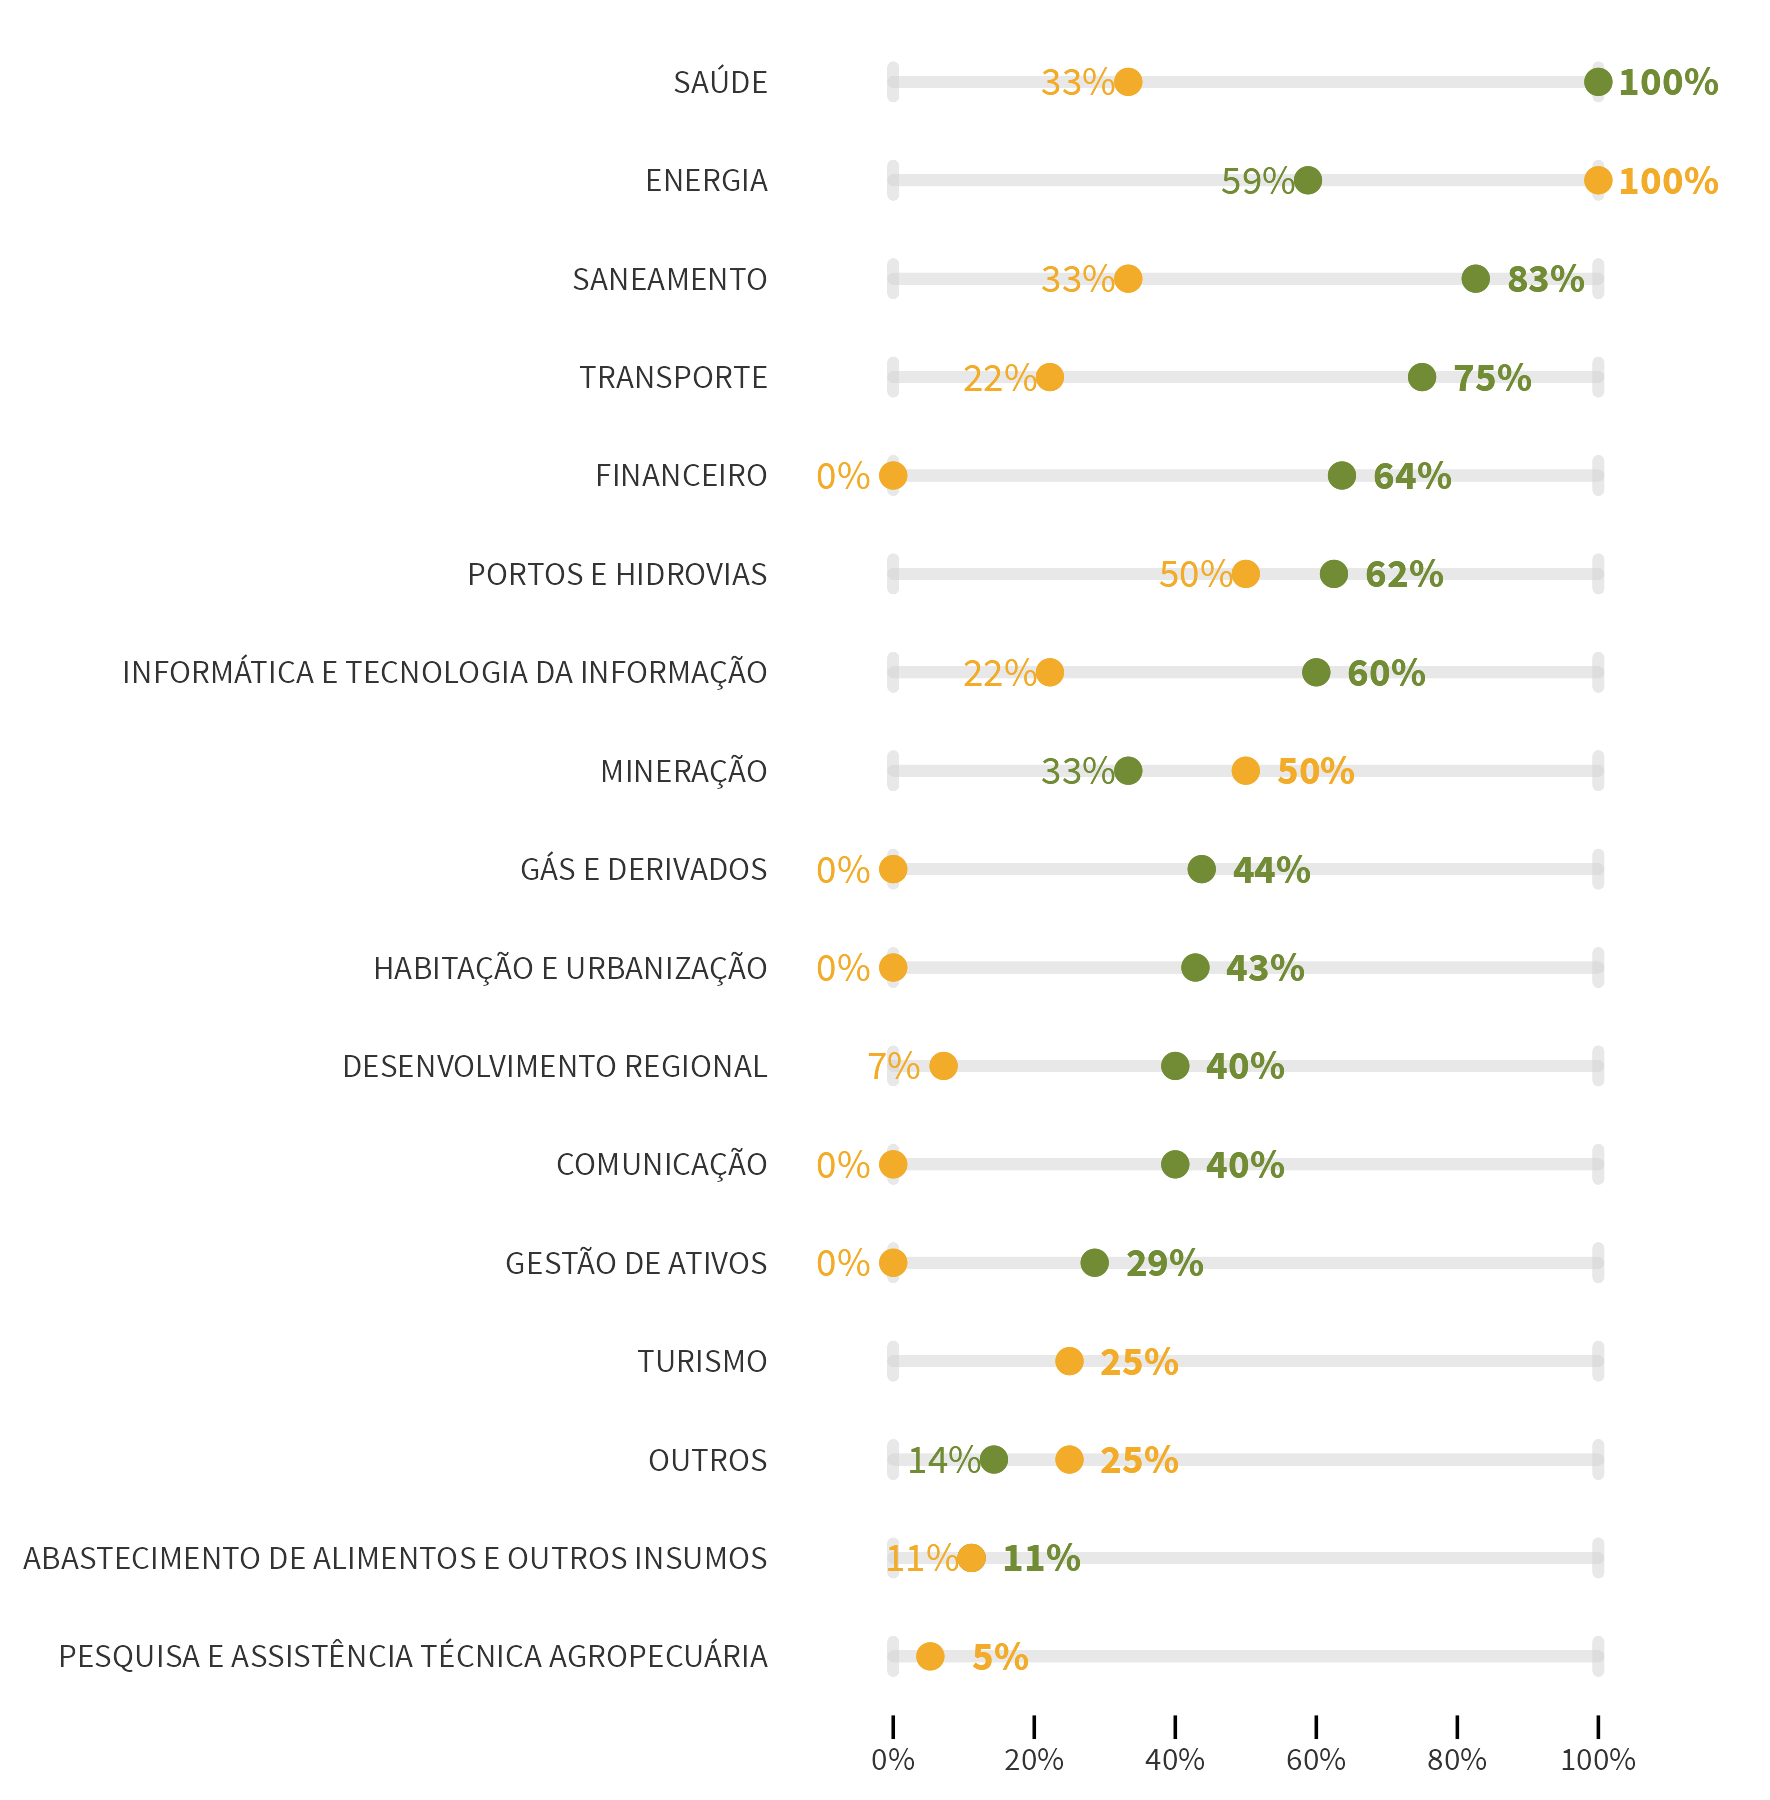 SAÚDE 33% 100%
ENERGIA 59% 100%
SANEAMENTO 33% 83%
TRANSPORTE 22% 75%
FINANCEIRO 0% 64%
PORTOS E HIDROVIAS 50% 62%
INFORMÁTICA E TECNOLOGIA DA INFORMAÇÃO 22% 60%
MINERAÇÃO 33% 50%
GÁS E DERIVADOS 0% 44%
HABITAÇÃO E URBANIZAÇÃO 0% 43%
DESENVOLVIMENTO REGIONAL 7% 40%
COMUNICAÇÃO 0% 40%
GESTÃO DE ATIVOS 0% 29%
TURISMO 25%
OUTROS 14% 25%
ABASTECIMENTO DE ALIMENTOS E OUTROS INSUMOS 11% 11%
PESQUISA E ASSISTÊNCIA TÉCNICA AGROPECUÁRIA 5%
0% 20% 40% 60% 80% 100%